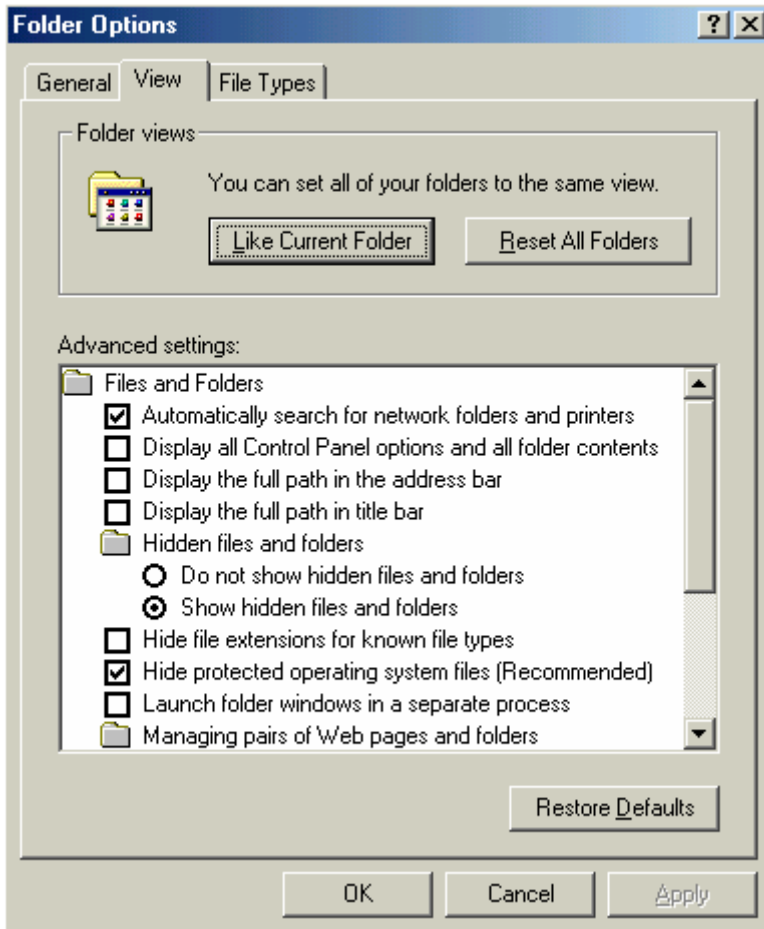 Folder Options
General View File Types
Folder views
You can set all of your folders to the same view.
Like Current Folder Reset All Folders
Advanced settings:
Files and Folders
Automatically search for network folders and printers
Display all Control Panel options and all folder contents
Display the full path in the address bar
Display the full path in title bar
Hidden files and folders
Do not show hidden files and folders
Show hidden files and folders
Hide file extensions for known file types
Hide protected operating system files (Recommended)
Launch folder windows in a separate process
Managing pairs of Web pages and folders
Restore Defaults
OK Cancel Apply